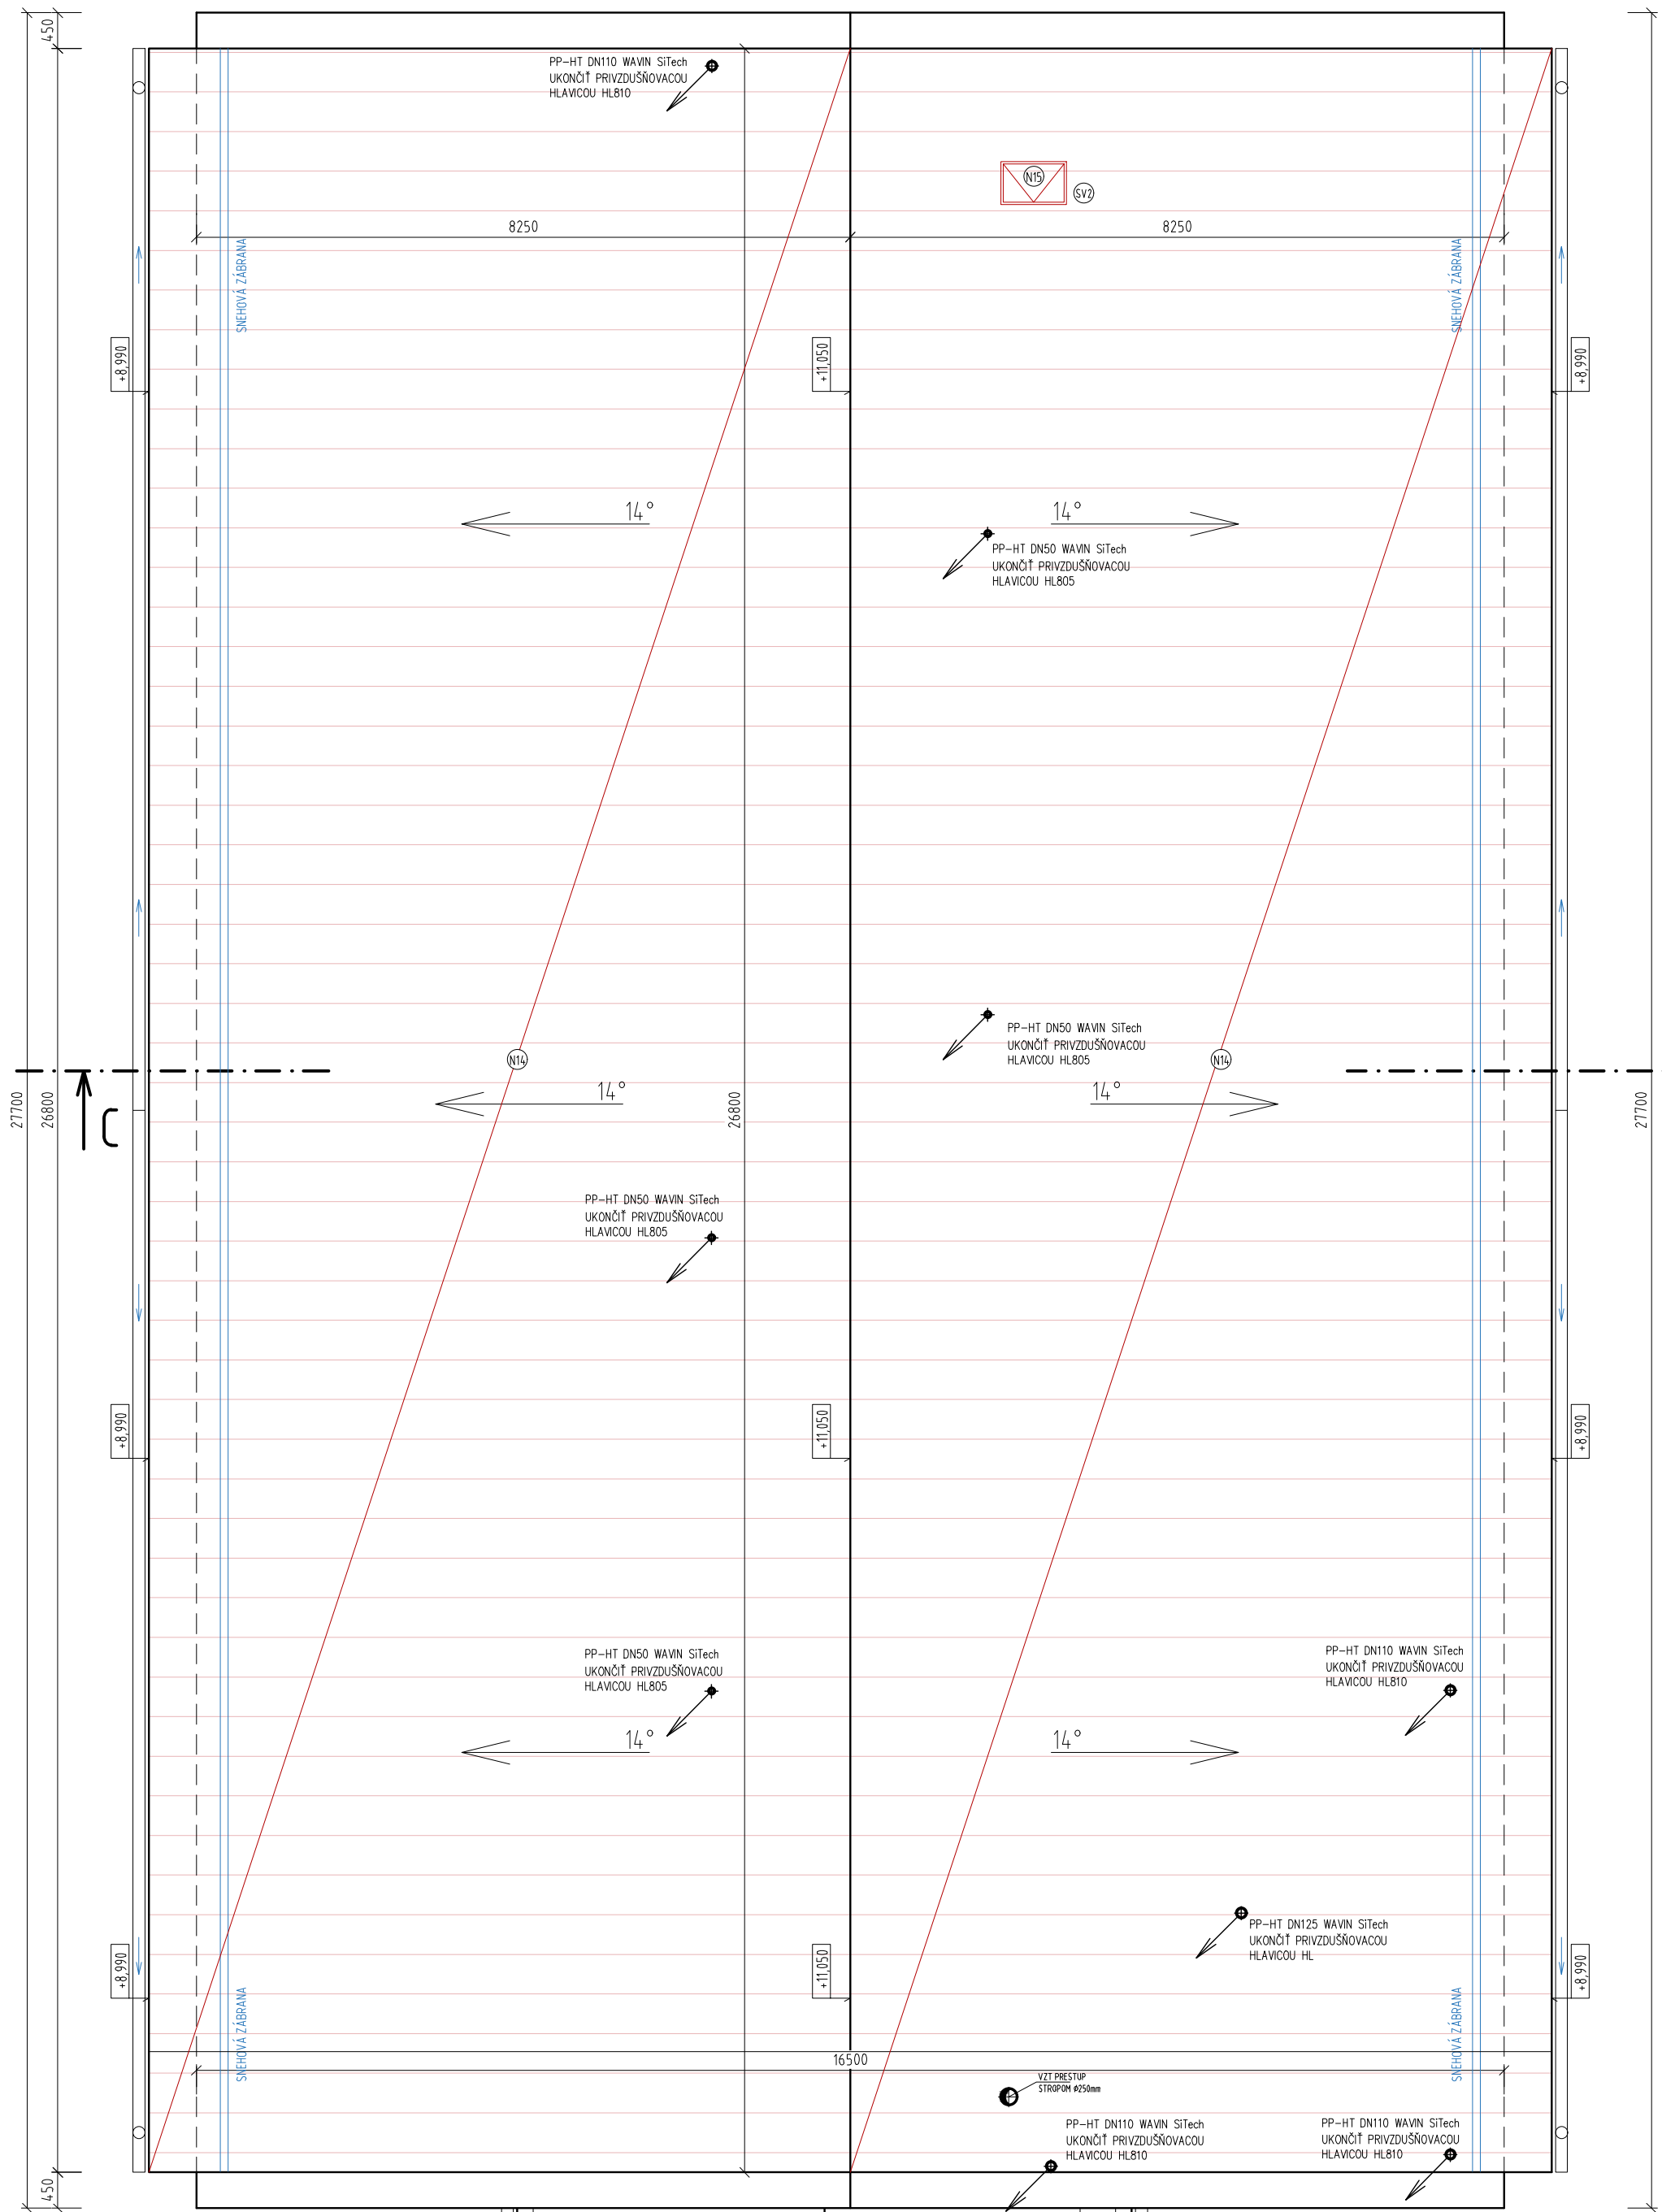 450
PP-HT DN110 WAVIN SiTech
UKONČIŤ PRIVZDUŠŇOVACOU
HLAVICOU HL810
N15
SV2
8250
8250
SNEHOVÁ ZÁBRANA
SNEHOVÁ ZÁBRANA
+8,990
+11,050
+8,990
14°
14°
PP-HT DN50 WAVIN SiTech
UKONČIŤ PRIVZDUŠŇOVACOU
HLAVICOU HL805
PP-HT DN50 WAVIN SiTech
UKONČIŤ PRIVZDUŠŇOVACOU
HLAVICOU HL805
N14
N14
14°
14°
27700
26800
C
26800
27700
PP-HT DN50 WAVIN SiTech
UKONČIŤ PRIVZDUŠŇOVACOU
HLAVICOU HL805
+8,990
+11,050
+8,990
PP-HT DN50 WAVIN SiTech
UKONČIŤ PRIVZDUŠŇOVACOU
HLAVICOU HL805
PP-HT DN110 WAVIN SiTech
UKONČIŤ PRIVZDUŠŇOVACOU
HLAVICOU HL810
14°
14°
PP-HT DN125 WAVIN SiTech
UKONČIŤ PRIVZDUŠŇOVACOU
HLAVICOU HL
+8,990
+11,050
+8,990
SNEHOVÁ ZÁBRANA
SNEHOVÁ ZÁBRANA
16500
VZT PRESTUP
STROPOM Ø250mm
PP-HT DN110 WAVIN SiTech
UKONČIŤ PRIVZDUŠŇOVACOU
HLAVICOU HL810
PP-HT DN110 WAVIN SiTech
UKONČIŤ PRIVZDUŠŇOVACOU
HLAVICOU HL810
450